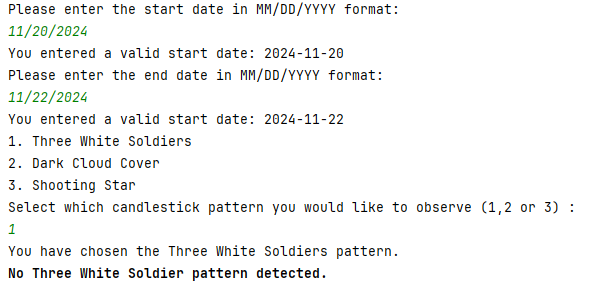 Please enter the start date in MM/DD/YYYY format:
11/20/2024
You entered a valid start date: 2024-11-20
Please enter the end date in MM/DD/YYYY format:
11/22/2024
You entered a valid start date: 2024-11-22
1. Three White Soldiers
2. Dark Cloud Cover
3. Shooting Star
Select which candlestick pattern you would like to observe (1,2 or 3) :
1
You have chosen the Three White Soldiers pattern.
No Three White Soldier pattern detected.